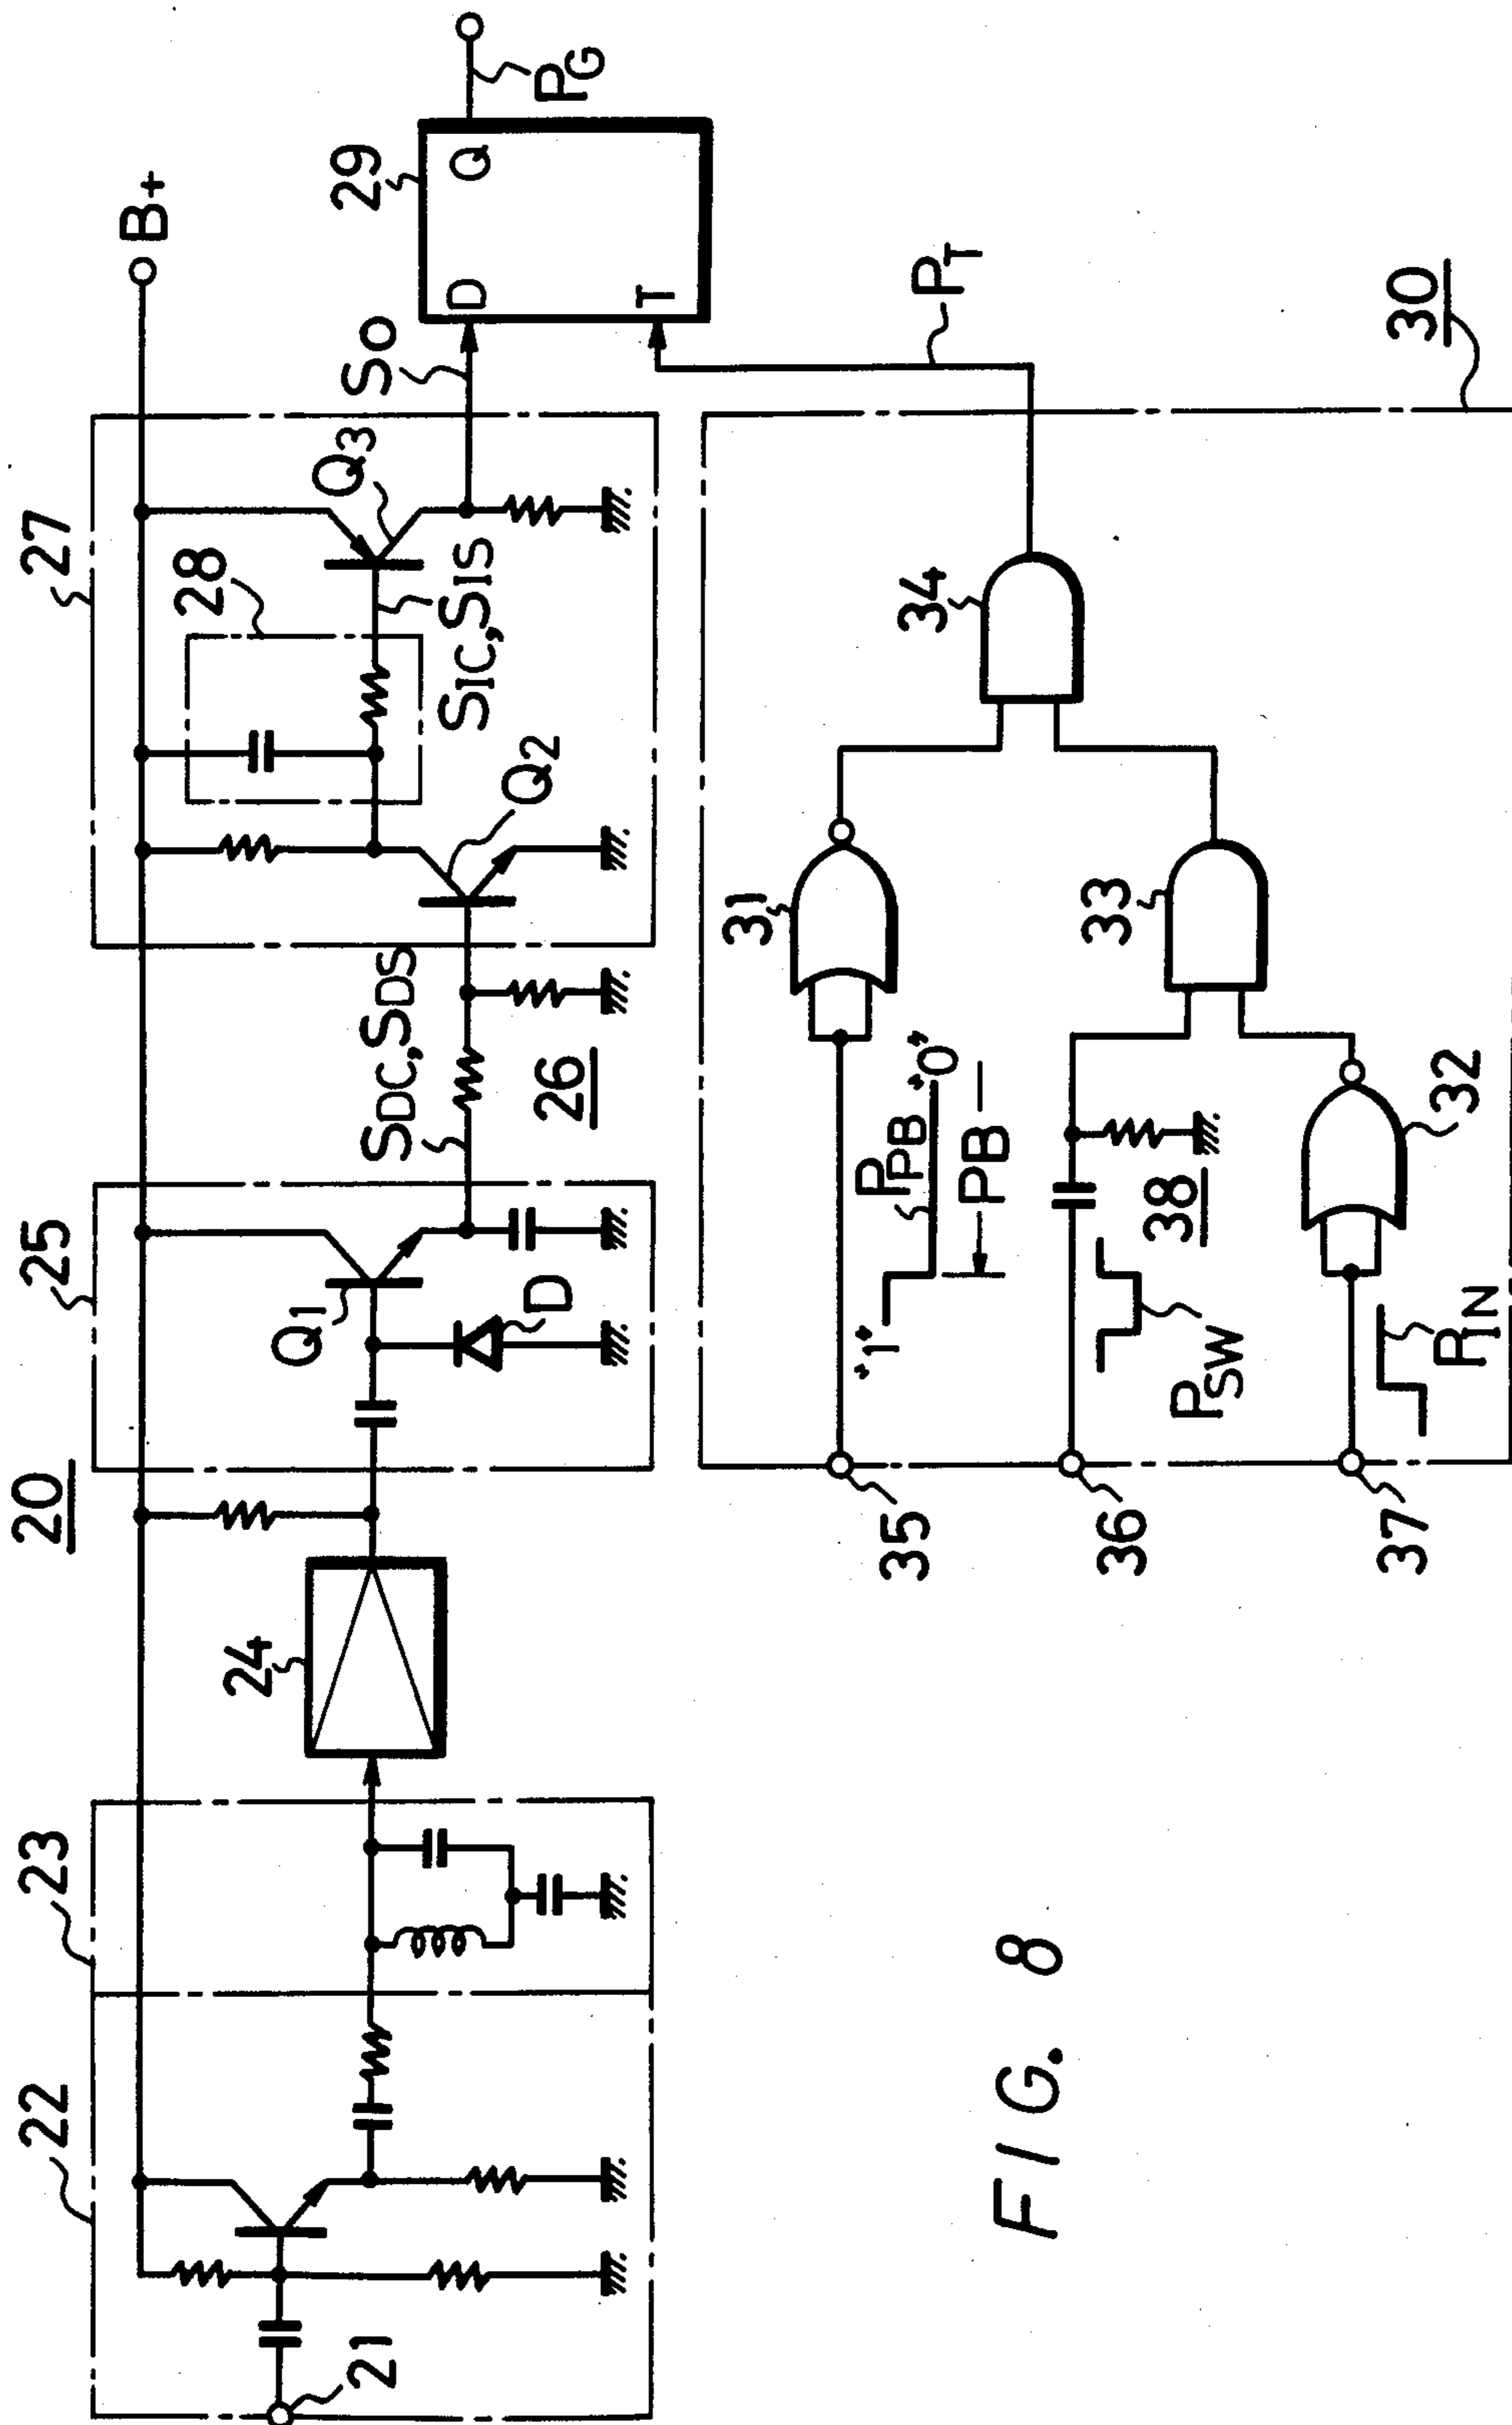 20
22
23
25
27
B+
24
28
29
Q1
D
Q2
Q3
SDC, SDS
SIC, SIS
SO
D
Q
T
PG
26
21
31
34
PT
30
35
"1"
PPB
"0"
PB
36
PSW
38
33
37
PIN
32
FIG. 8